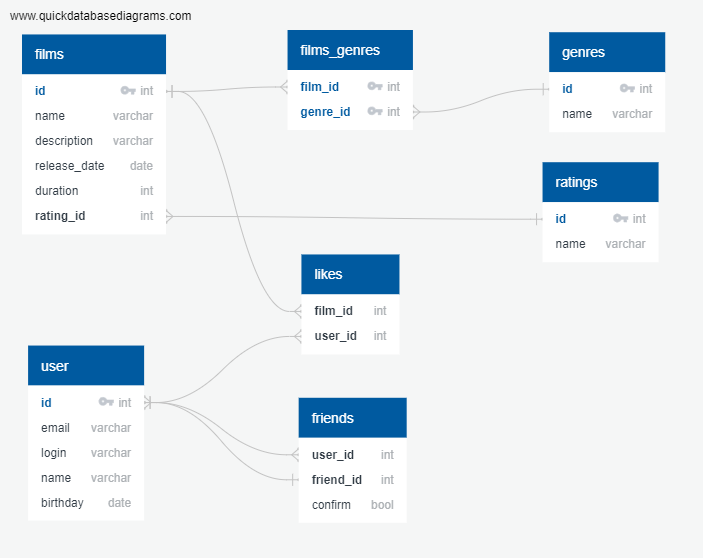 www.quickdatabasediagrams.com
films
id int
name varchar
description varchar
release_date date
duration int
rating_id int
films_genres
film_id int
genre_id int
genres
id int
name varchar
ratings
id int
name varchar
likes
film_id int
user_id int
user
id int
email varchar
login varchar
name varchar
birthday date
friends
user_id int
friend_id int
confirm bool